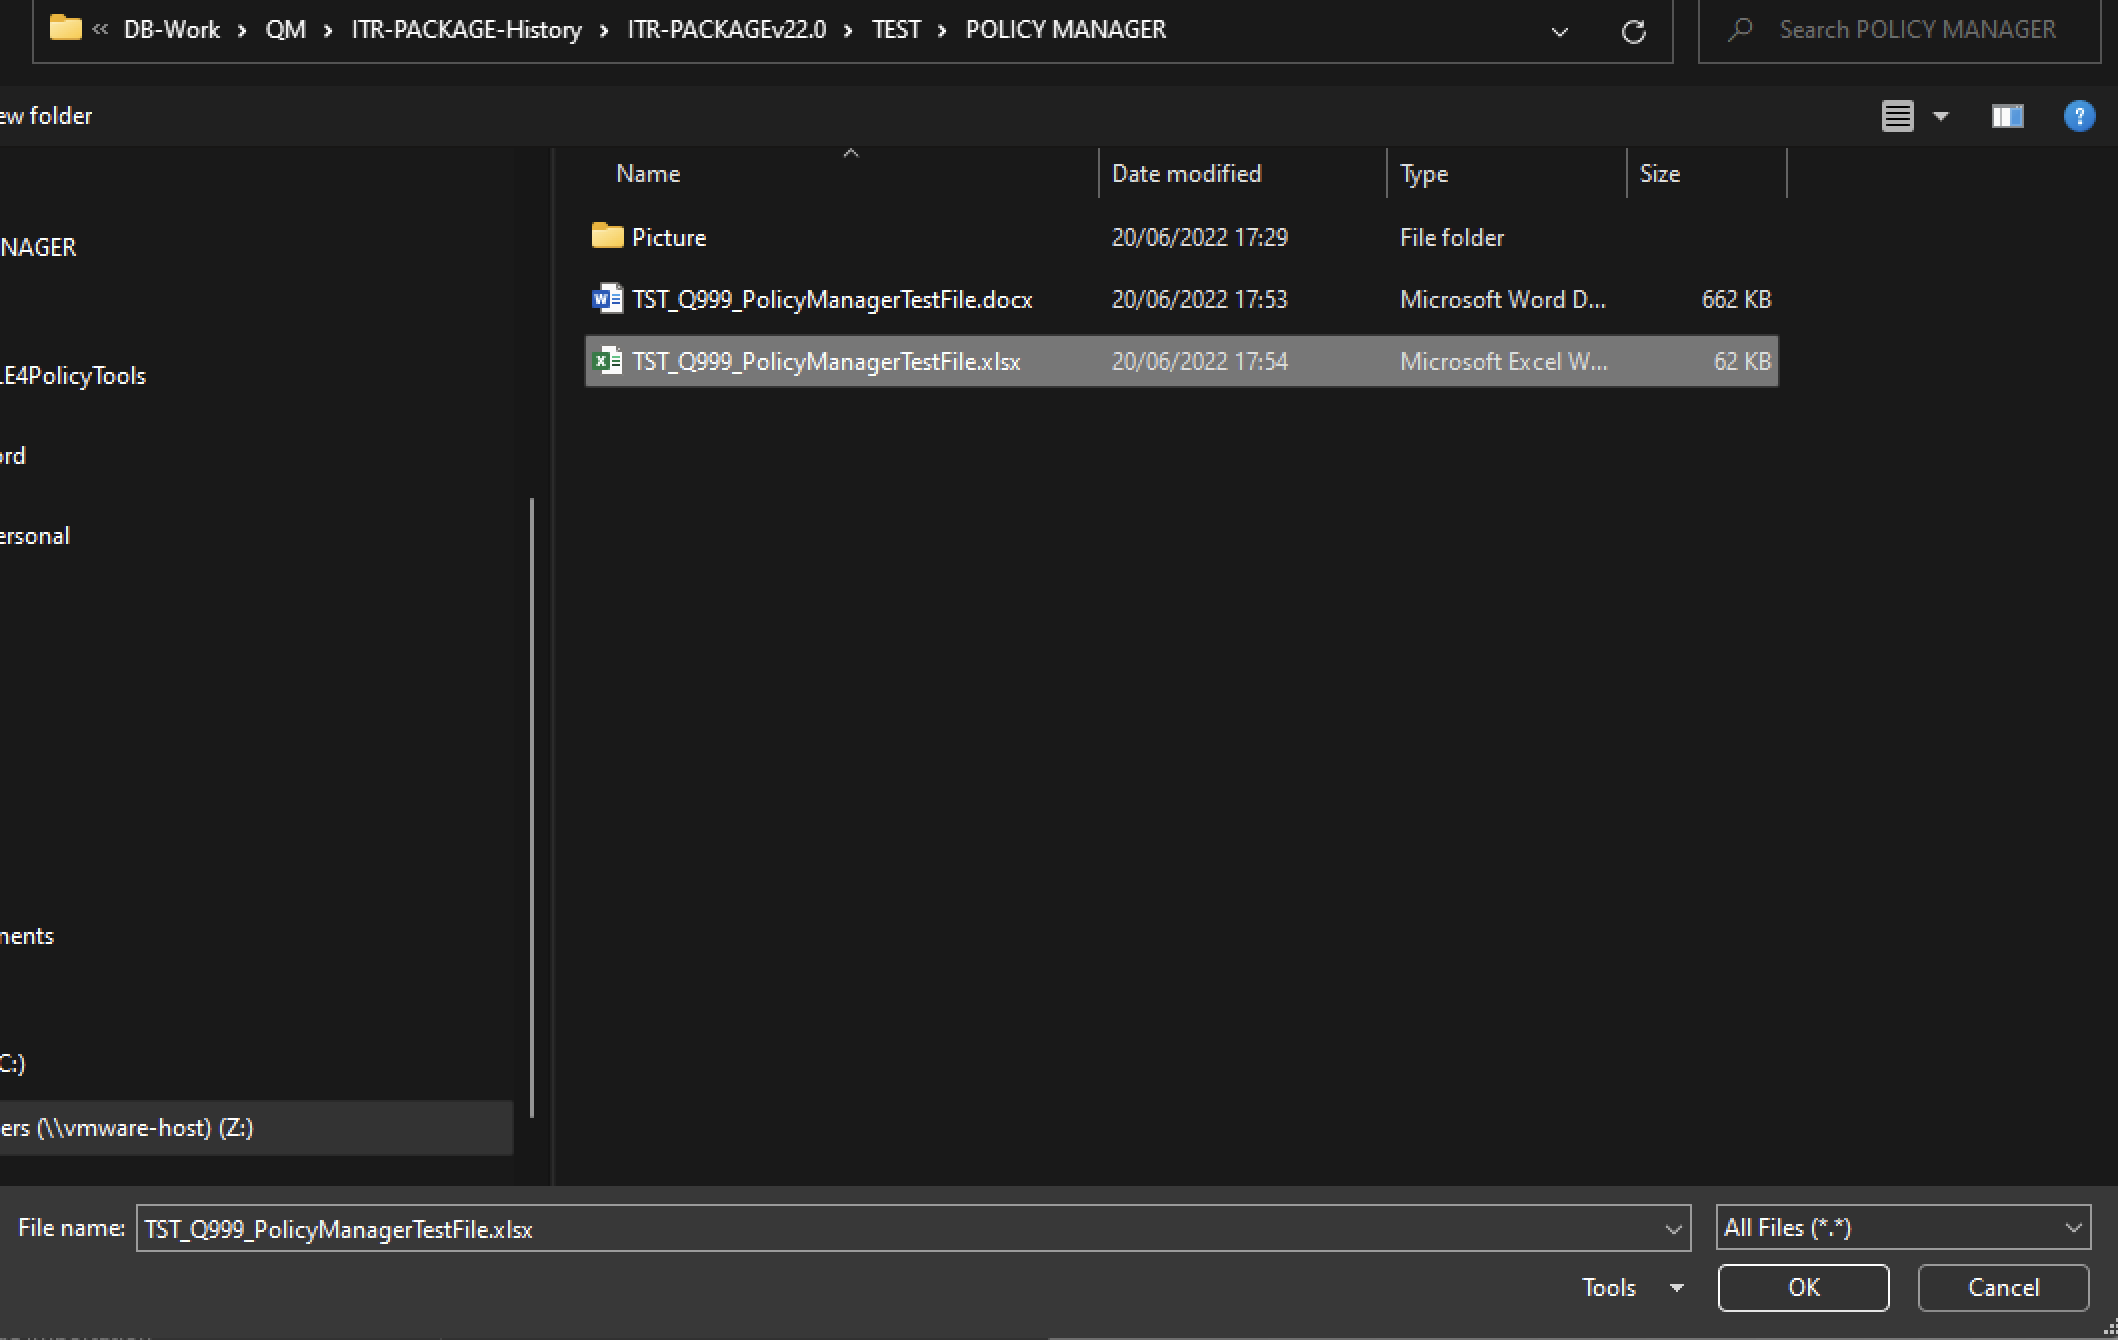 « DB-Work › QM › ITR-PACKAGE-History › ITR-PACKAGEv22.0 › TEST › POLICY MANAGER
Search POLICY MANAGER
ew folder
?
Name Date modified Type Size
Picture 20/06/2022 17:29 File folder
TST_Q999_PolicyManagerTestFile.docx 20/06/2022 17:53 Microsoft Word D... 662 KB
TST_Q999_PolicyManagerTestFile.xlsx 20/06/2022 17:54 Microsoft Excel W... 62 KB
NAGER
LE4PolicyTools
ord
ersonal
nents
C:)
ers (\\vmware-host) (Z:)
File name: TST_Q999_PolicyManagerTestFile.xlsx All Files (*.*)
Tools OK Cancel